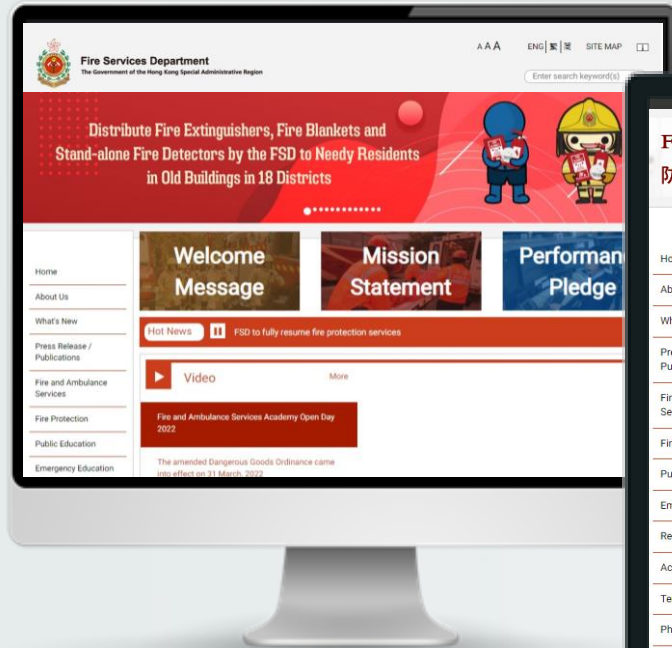 Fire Services Department
The Government of the Hong Kong Special Administrative Region
A A A
ENG 繁 简 SITE MAP
Enter search keyword(s)
Distribute Fire Extinguishers, Fire Blankets and
Stand-alone Fire Detectors by the FSD to Needy Residents
in Old Buildings in 18 Districts
Home
About Us
What's New
Press Release /
Publications
Fire and Ambulance
Services
Fire Protection
Public Education
Emergency Education
Welcome
Message
Mission
Statement
Performan
Pledge
Hot News
FSD to fully resume fire protection services
Video
More
Fire and Ambulance Services Academy Open Day
2022
The amended Dangerous Goods Ordinance came
into effect on 31 March, 2022
F
防
Ho
Ab
Wh
Pre
Pu
Fir
Se
Fir
Pu
Em
Re
Ac
Te
Ph